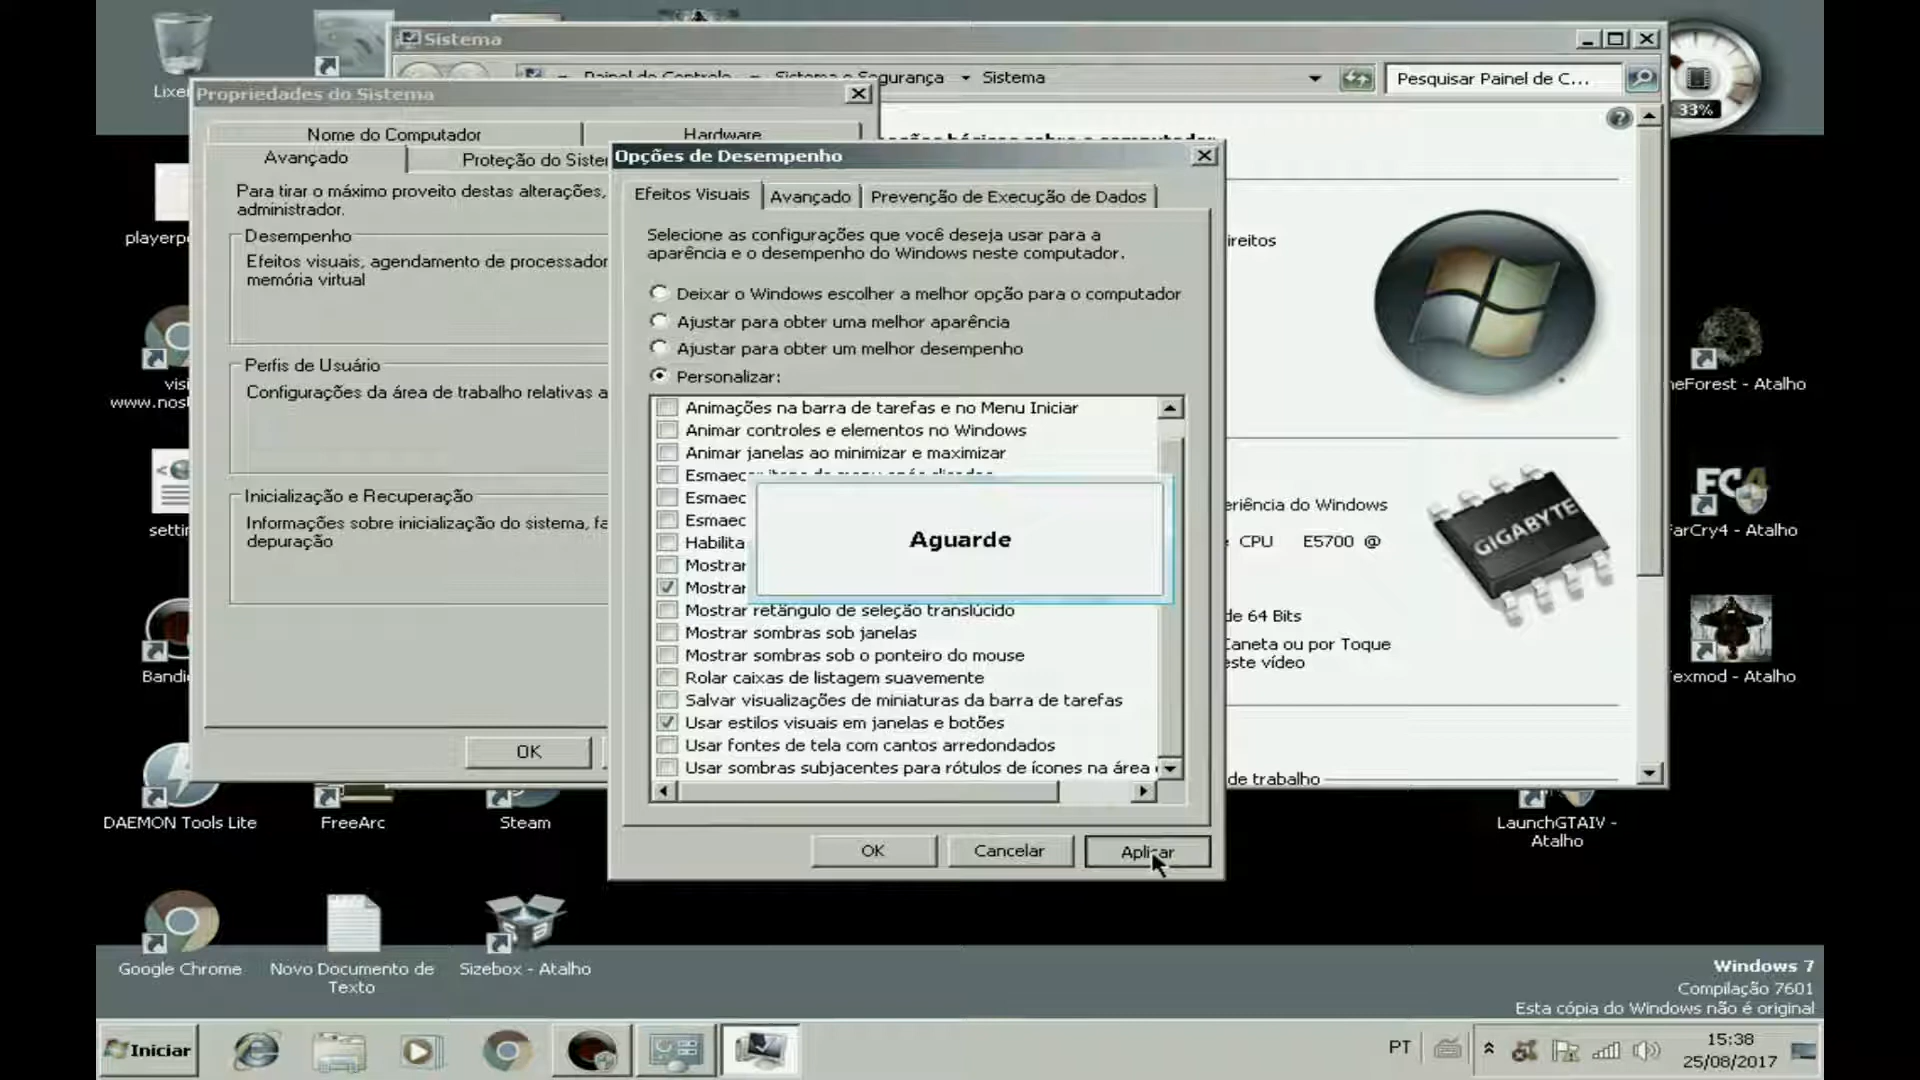 Sistema
Sistema e Segurança
Sistema
Pesquisar Painel de C...
33%
Propriedades do Sistema
Nome do Computador
Hardware
Avançado
Para tirar o máximo proveito destas alterações,
administrador.
Desempenho
Efeitos visuais, agendamento de processador
memória virtual
Perfis de Usuário
Configurações da área de trabalho relativas a
Inicialização e Recuperação
Informações sobre inicialização do sistema, fa
depuração
OK
Opções de Desempenho
Efeitos Visuais
Avançado
Prevenção de Execução de Dados
Selecione as configurações que você deseja usar para a
aparência e o desempenho do Windows neste computador.
Deixar o Windows escolher a melhor opção para o computador
Ajustar para obter uma melhor aparência
Ajustar para obter um melhor desempenho
Personalizar:
Animações na barra de tarefas e no Menu Iniciar
Animar controles e elementos no Windows
Animar janelas ao minimizar e maximizar
Aguarde
Mostrar
Mostrar
Mostrar retângulo de seleção translúcido
Mostrar sombras sob janelas
Mostrar sombras sob o ponteiro do mouse
Rolar caixas de listagem suavemente
Salvar visualizações de miniaturas da barra de tarefas
Usar estilos visuais em janelas e botões
Usar fontes de tela com cantos arredondados
Usar sombras subjacentes para rótulos de ícones na área
OK
Cancelar
Aplicar
ireitos
eriência do Windows
CPU E5700 @
GIGABYTE
de 64 Bits
Caneta ou por Toque
este vídeo
de trabalho
neForest - Atalho
FC4
FarCry4 - Atalho
Texmod - Atalho
LaunchGTAIV -
Atalho
DAEMON Tools Lite
FreeArc
Steam
Google Chrome
Novo Documento de
Texto
Sizebox - Atalho
Windows 7
Compilação 7601
Esta cópia do Windows não é original
Iniciar
PT
15:38
25/08/2017